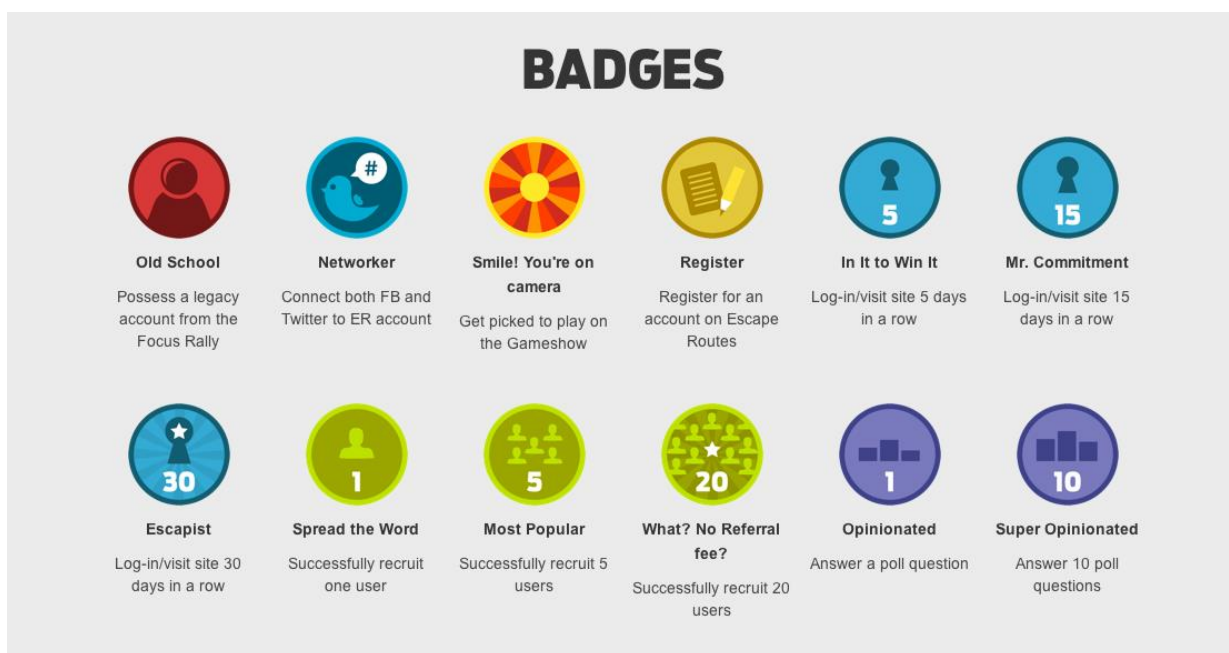 BADGES
#
5
15
Old School
Networker
Smile! You're on
camera
Register
In It to Win It
Mr. Commitment
Possess a legacy
account from the
Focus Rally
Connect both FB and
Twitter to ER account
Get picked to play on
the Gameshow
Register for an
account on Escape
Routes
Log-in/visit site 5 days
in a row
Log-in/visit site 15
days in a row
30
1
5
20
1
10
Escapist
Spread the Word
Most Popular
What? No Referral
fee?
Opinionated
Super Opinionated
Log-in/visit site 30
days in a row
Successfully recruit
one user
Successfully recruit 5
users
Successfully recruit 20
users
Answer a poll question
Answer 10 poll
questions